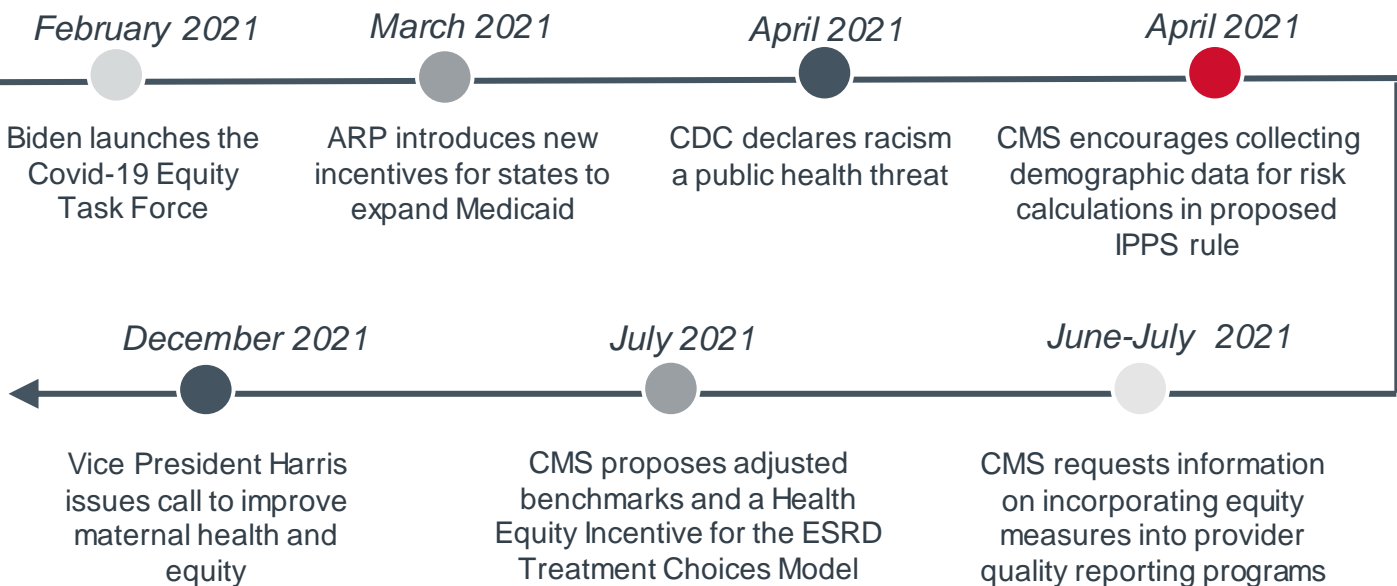 February 2021
March 2021
April 2021
April 2021
Biden launches the
Covid-19 Equity
Task Force
ARP introduces new
incentives for states to
expand Medicaid
CDC declares racism
a public health threat
CMS encourages collecting
demographic data for risk
calculations in proposed
IPPS rule
December 2021
July 2021
June-July 2021
Vice President Harris
issues call to improve
maternal health and
equity
CMS proposes adjusted
benchmarks and a Health
Equity Incentive for the ESRD
Treatment Choices Model
CMS requests information
on incorporating equity
measures into provider
quality reporting programs